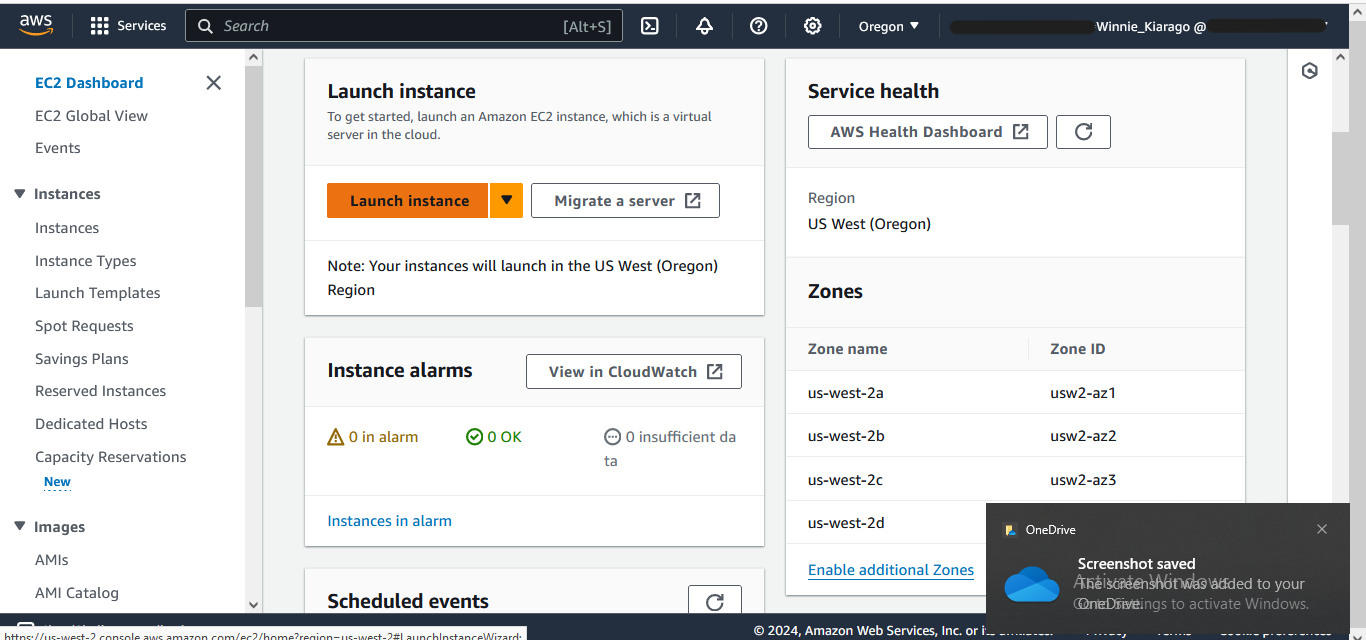 aws
Services
Search
[Alt+S]
Oregon
Winnie_Kiarago @
EC2 Dashboard
EC2 Global View
Events
Instances
Instances
Instance Types
Launch Templates
Spot Requests
Savings Plans
Reserved Instances
Dedicated Hosts
Capacity Reservations
New
Images
AMIs
AMI Catalog
Launch instance
To get started, launch an Amazon EC2 instance, which is a virtual
server in the cloud.
Launch instance
Migrate a server
Note: Your instances will launch in the US West (Oregon)
Region
Instance alarms
View in CloudWatch
0 in alarm
0 OK
0 insufficient da
ta
Instances in alarm
Scheduled events
Service health
AWS Health Dashboard
Region
US West (Oregon)
Zones
Zone name
Zone ID
us-west-2a
usw2-az1
us-west-2b
usw2-az2
us-west-2c
usw2-az3
us-west-2d
Enable additional Zones
OneDrive
Screenshot saved
The screenshot was added to your
OneDrive.
Activate Windows
Go to Settings to activate Windows.
https://us-west-2.console.aws.amazon.com/ec2/home?region=us-west-2#LaunchInstanceWizard:
© 2024, Amazon Web Services, Inc. or its affiliates.
Privacy
Terms
Cookie preferences